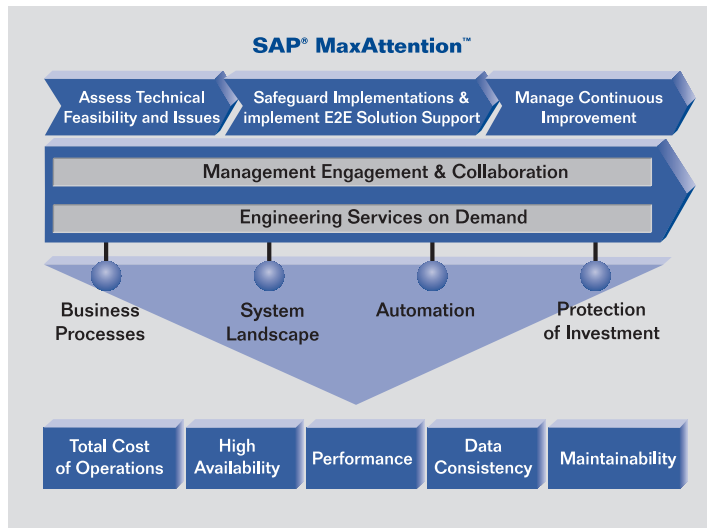 SAP® MaxAttention™
Assess Technical
Feasibility and Issues
Safeguard Implementations &
implement E2E Solution Support
Manage Continuous
Improvement
Management Engagement & Collaboration
Engineering Services on Demand
Business
Processes
System
Landscape
Automation
Protection
of Investment
Total Cost
of Operations
High
Availability
Performance
Data
Consistency
Maintainability